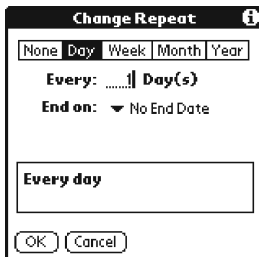 Change Repeat
None Day Week Month Year
Every: 1 Day(s)
End on: No End Date
Every day
OK Cancel